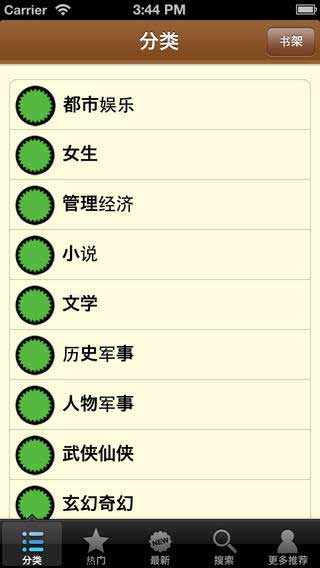 Carrier 3:44 PM
分类
书架
都市娱乐
女生
管理经济
小说
文学
历史军事
人物军事
武侠仙侠
玄幻奇幻
分类 热门 NEW 最新 搜索 更多推荐